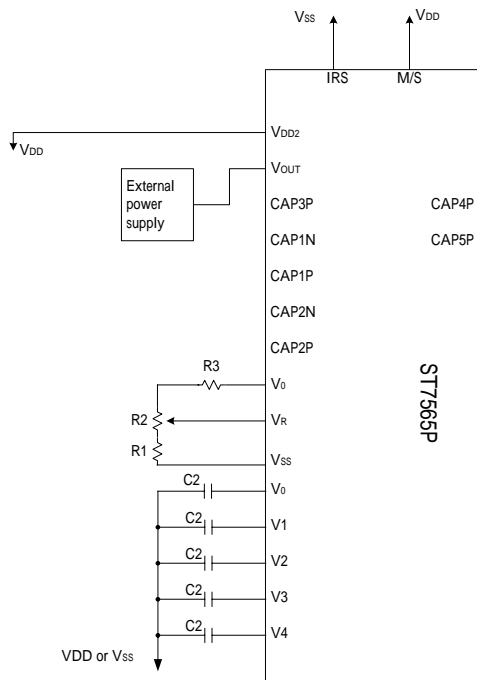 VSS
VDD
IRS
M/S
VDD2
VDD
VOUT
External
power
supply
CAP3P
CAP4P
CAP1N
CAP5P
CAP1P
CAP2N
CAP2P
ST7565P
R3
V0
R2
VR
R1
VSS
C2
V0
C2
V1
C2
V2
C2
V3
C2
V4
VDD or VSS